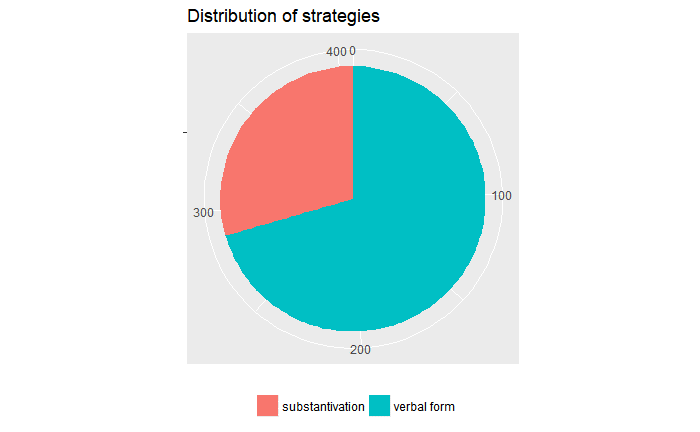 Distribution of strategies
400 0
100
300
200
substantivation verbal form